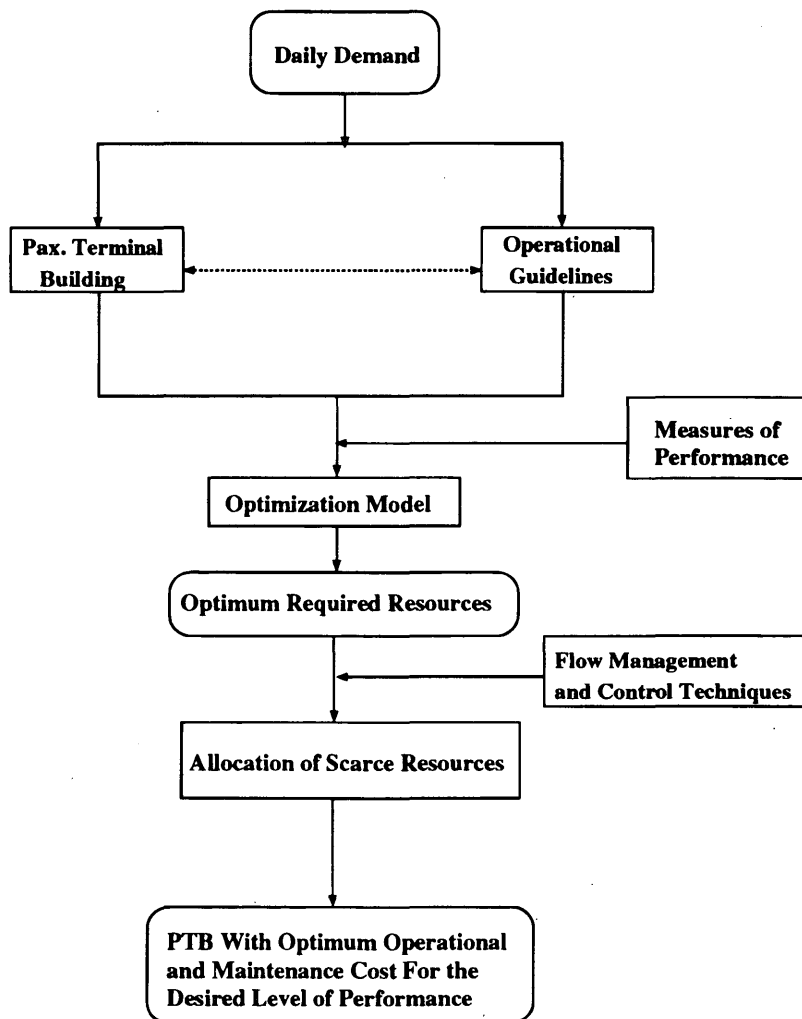 Daily Demand
Pax. Terminal
Building
Operational
Guidelines
Measures of
Performance
Optimization Model
Optimum Required Resources
Flow Management
and Control Techniques
Allocation of Scarce Resources
PTB With Optimum Operational
and Maintenance Cost For the
Desired Level of Performance